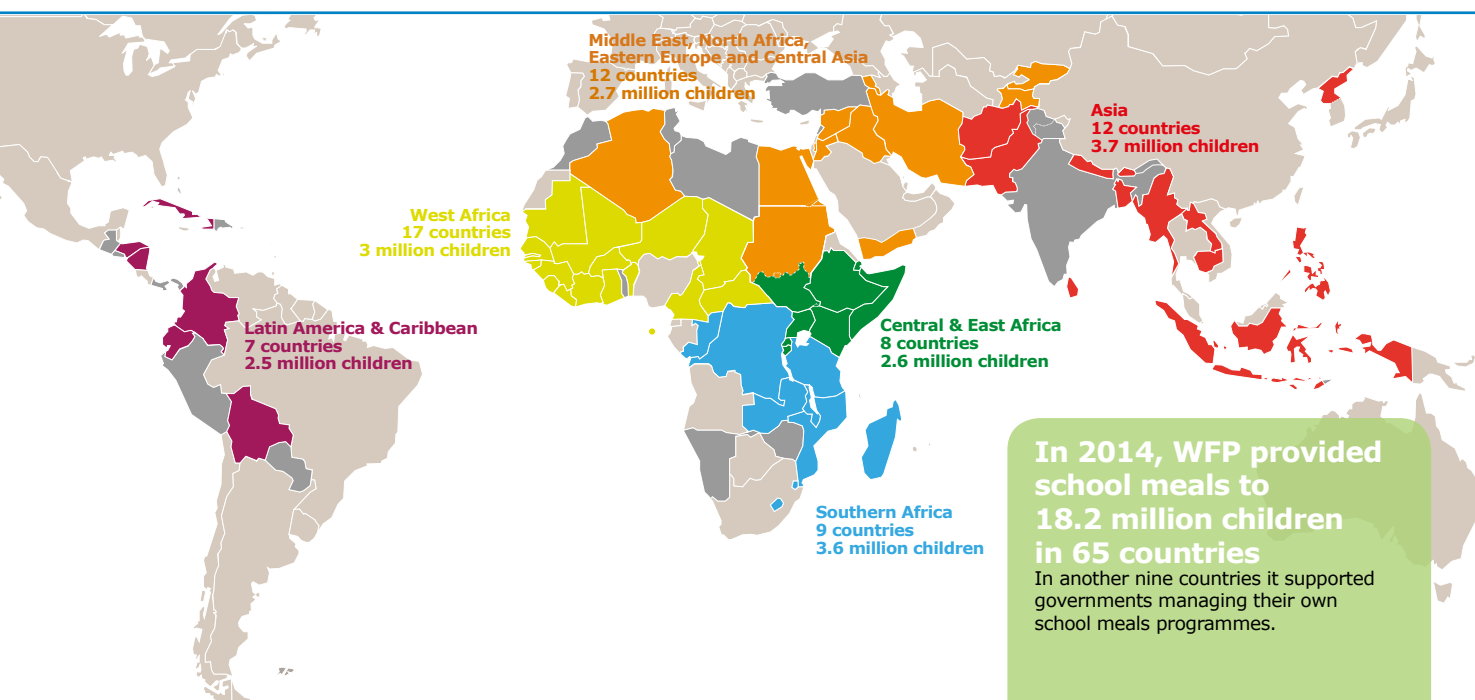 Middle East, North Africa,
Eastern Europe and Central Asia
12 countries
2.7 million children
Asia
12 countries
3.7 million children
West Africa
17 countries
3 million children
Latin America & Caribbean
7 countries
2.5 million children
Central & East Africa
8 countries
2.6 million children
Southern Africa
9 countries
3.6 million children
In 2014, WFP provided
school meals to
18.2 million children
in 65 countries
In another nine countries it supported
governments managing their own
school meals programmes.